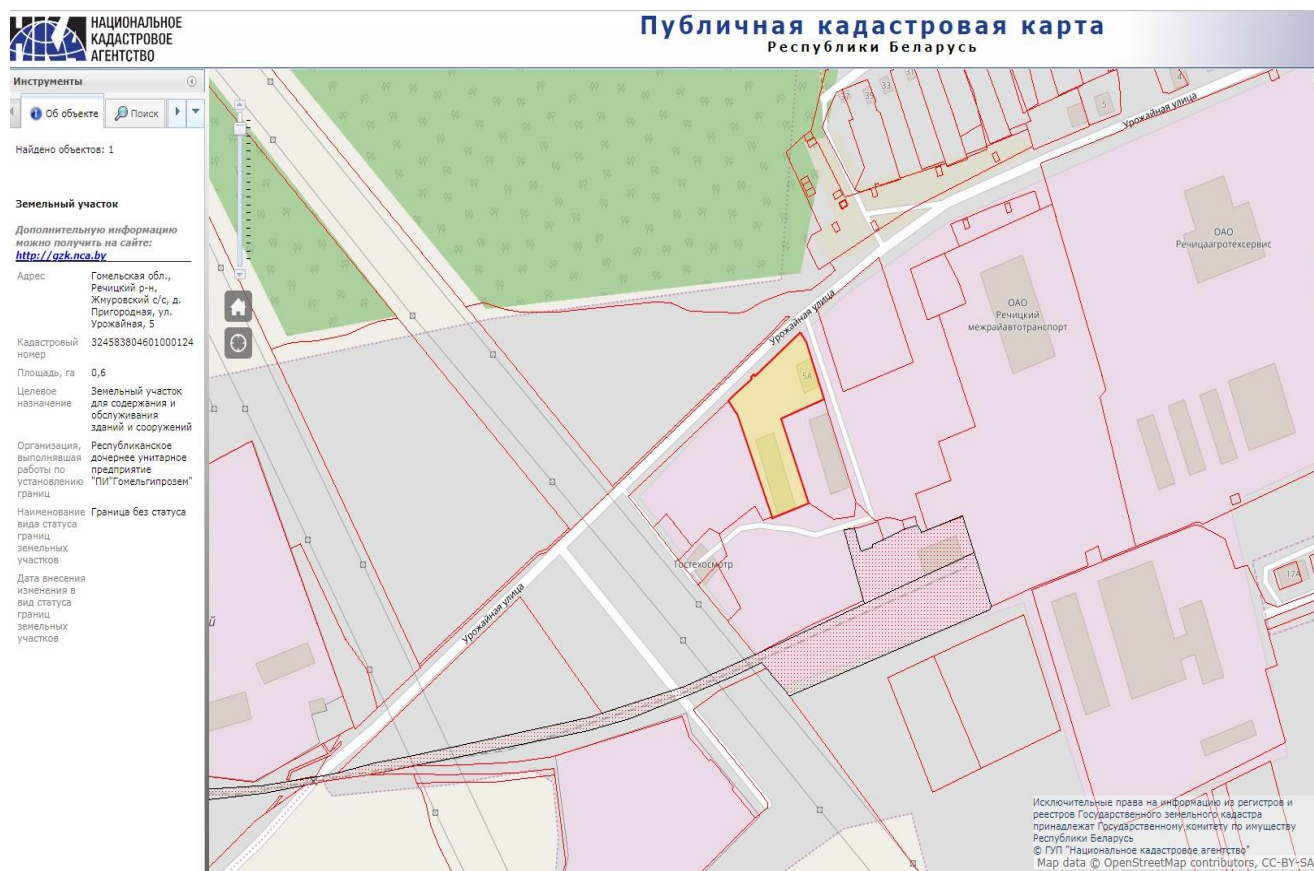 НАЦИОНАЛЬНОЕ
КАДАСТРОВОЕ
АГЕНТСТВО
Публичная кадастровая карта
Республики Беларусь
Инструменты
Об объекте
Поиск
Найдено объектов: 1
Земельный участок
Дополнительную информацию
можно получить на сайте:
http://gzk.nca.by
Адрес
Гомельская обл.,
Речицкий р-н,
Жмуровский с/с, д.
Пригородная, ул.
Урожайная, 5
Кадастровый
номер
324583804601000124
Площадь, га
0,6
Целевое
назначение
Земельный участок
для содержания и
обслуживания
зданий и сооружений
Организация,
выполнявшая
работы по
установлению
границ
Республиканское
дочернее унитарное
предприятие
"ПИ"Гомельгипрозем"
Наименование
вида статуса
границ
земельных
участков
Граница без статуса
Дата внесения
изменения в
вид статуса
границ
земельных
участков
37
35
33
31
4
5
Урожайная улица
ОАО
Речицаагротехсервис
ОАО
Речицкий
межрайавтотранспорт
Урожайная улица
5А
Гостехосмотр
17А
Урожайная улица
й
Исключительные права на информацию из регистров и
реестров Государственного земельного кадастра
принадлежат Государственному комитету по имуществу
Республики Беларусь
© ГУП "Национальное кадастровое агентство"
Map data © OpenStreetMap contributors, CC-BY-SA